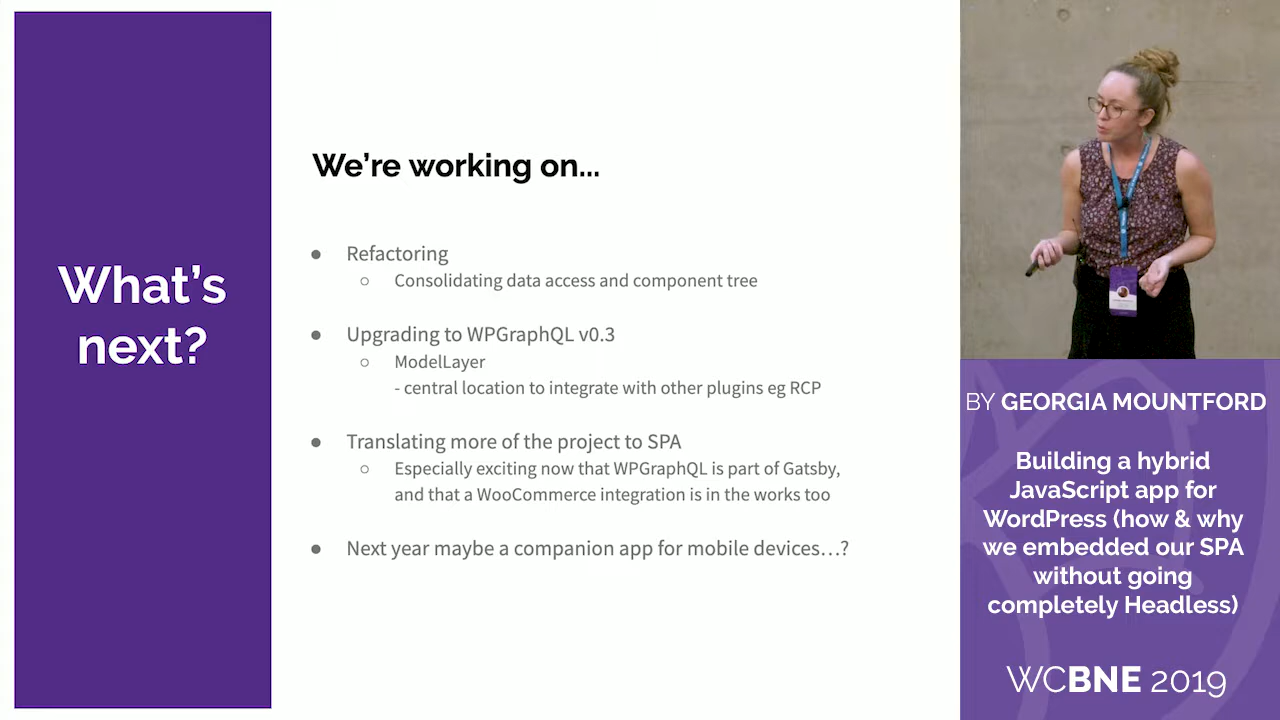 What's
next?
We're working on...
● Refactoring
○ Consolidating data access and component tree
● Upgrading to WPGraphQL v0.3
○ ModelLayer
- central location to integrate with other plugins eg RCP
● Translating more of the project to SPA
○ Especially exciting now that WPGraphQL is part of Gatsby,
and that a WooCommerce integration is in the works too
● Next year maybe a companion app for mobile devices...?
BY GEORGIA MOUNTFORD
Building a hybrid
JavaScript app for
WordPress (how & why
we embedded our SPA
without going
completely Headless)
WCBNE 2019